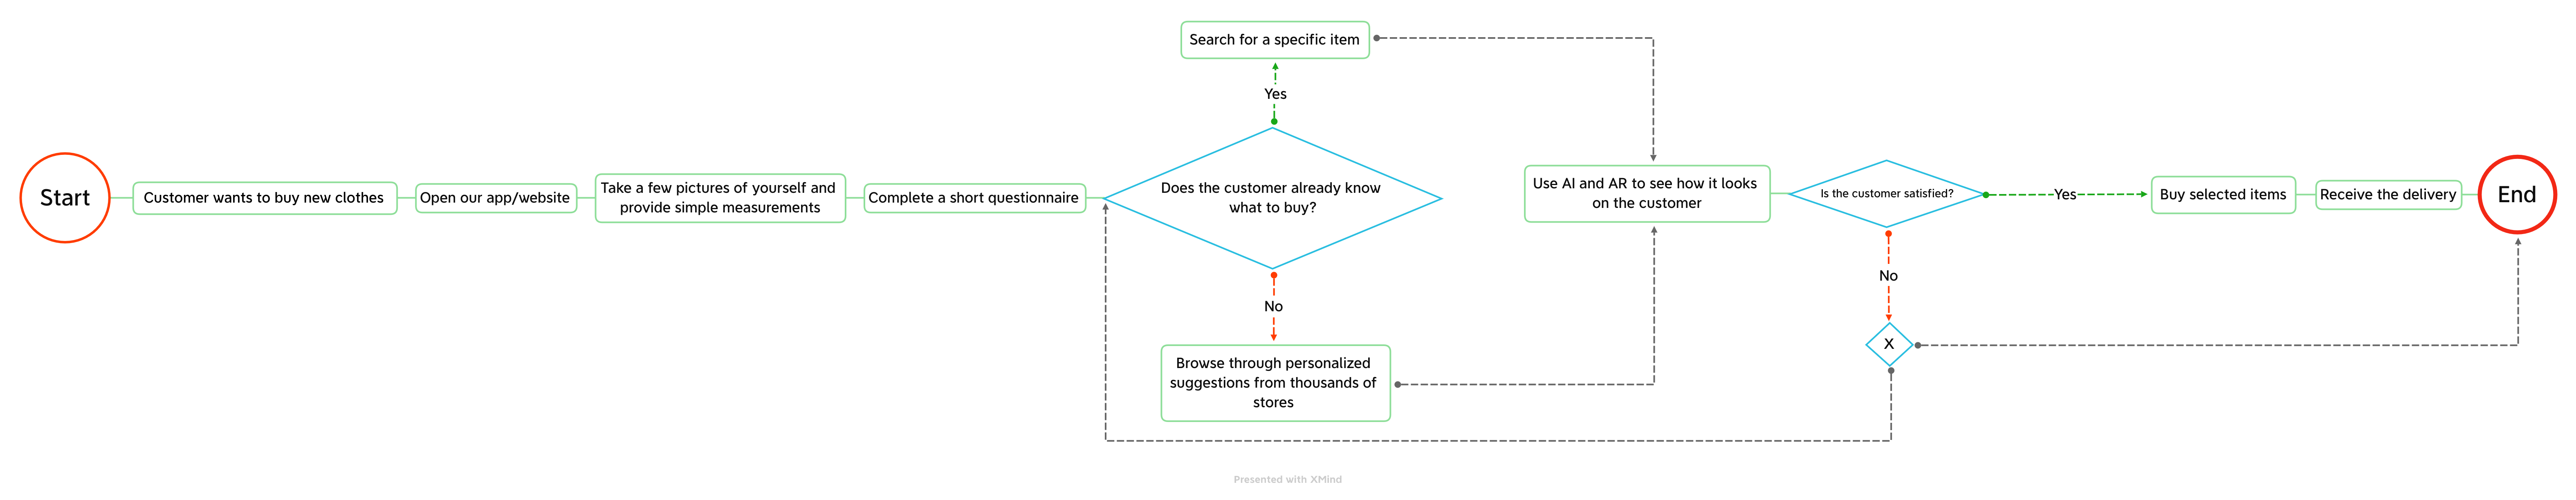 Start
Customer wants to buy new clothes
Open our app/website
Take a few pictures of yourself and
provide simple measurements
Complete a short questionnaire
Does the customer already know
what to buy?
Yes
Search for a specific item
No
Browse through personalized
suggestions from thousands of
stores
Use AI and AR to see how it looks
on the customer
Is the customer satisfied?
Yes
Buy selected items
Receive the delivery
End
No
X
Presented with XMind